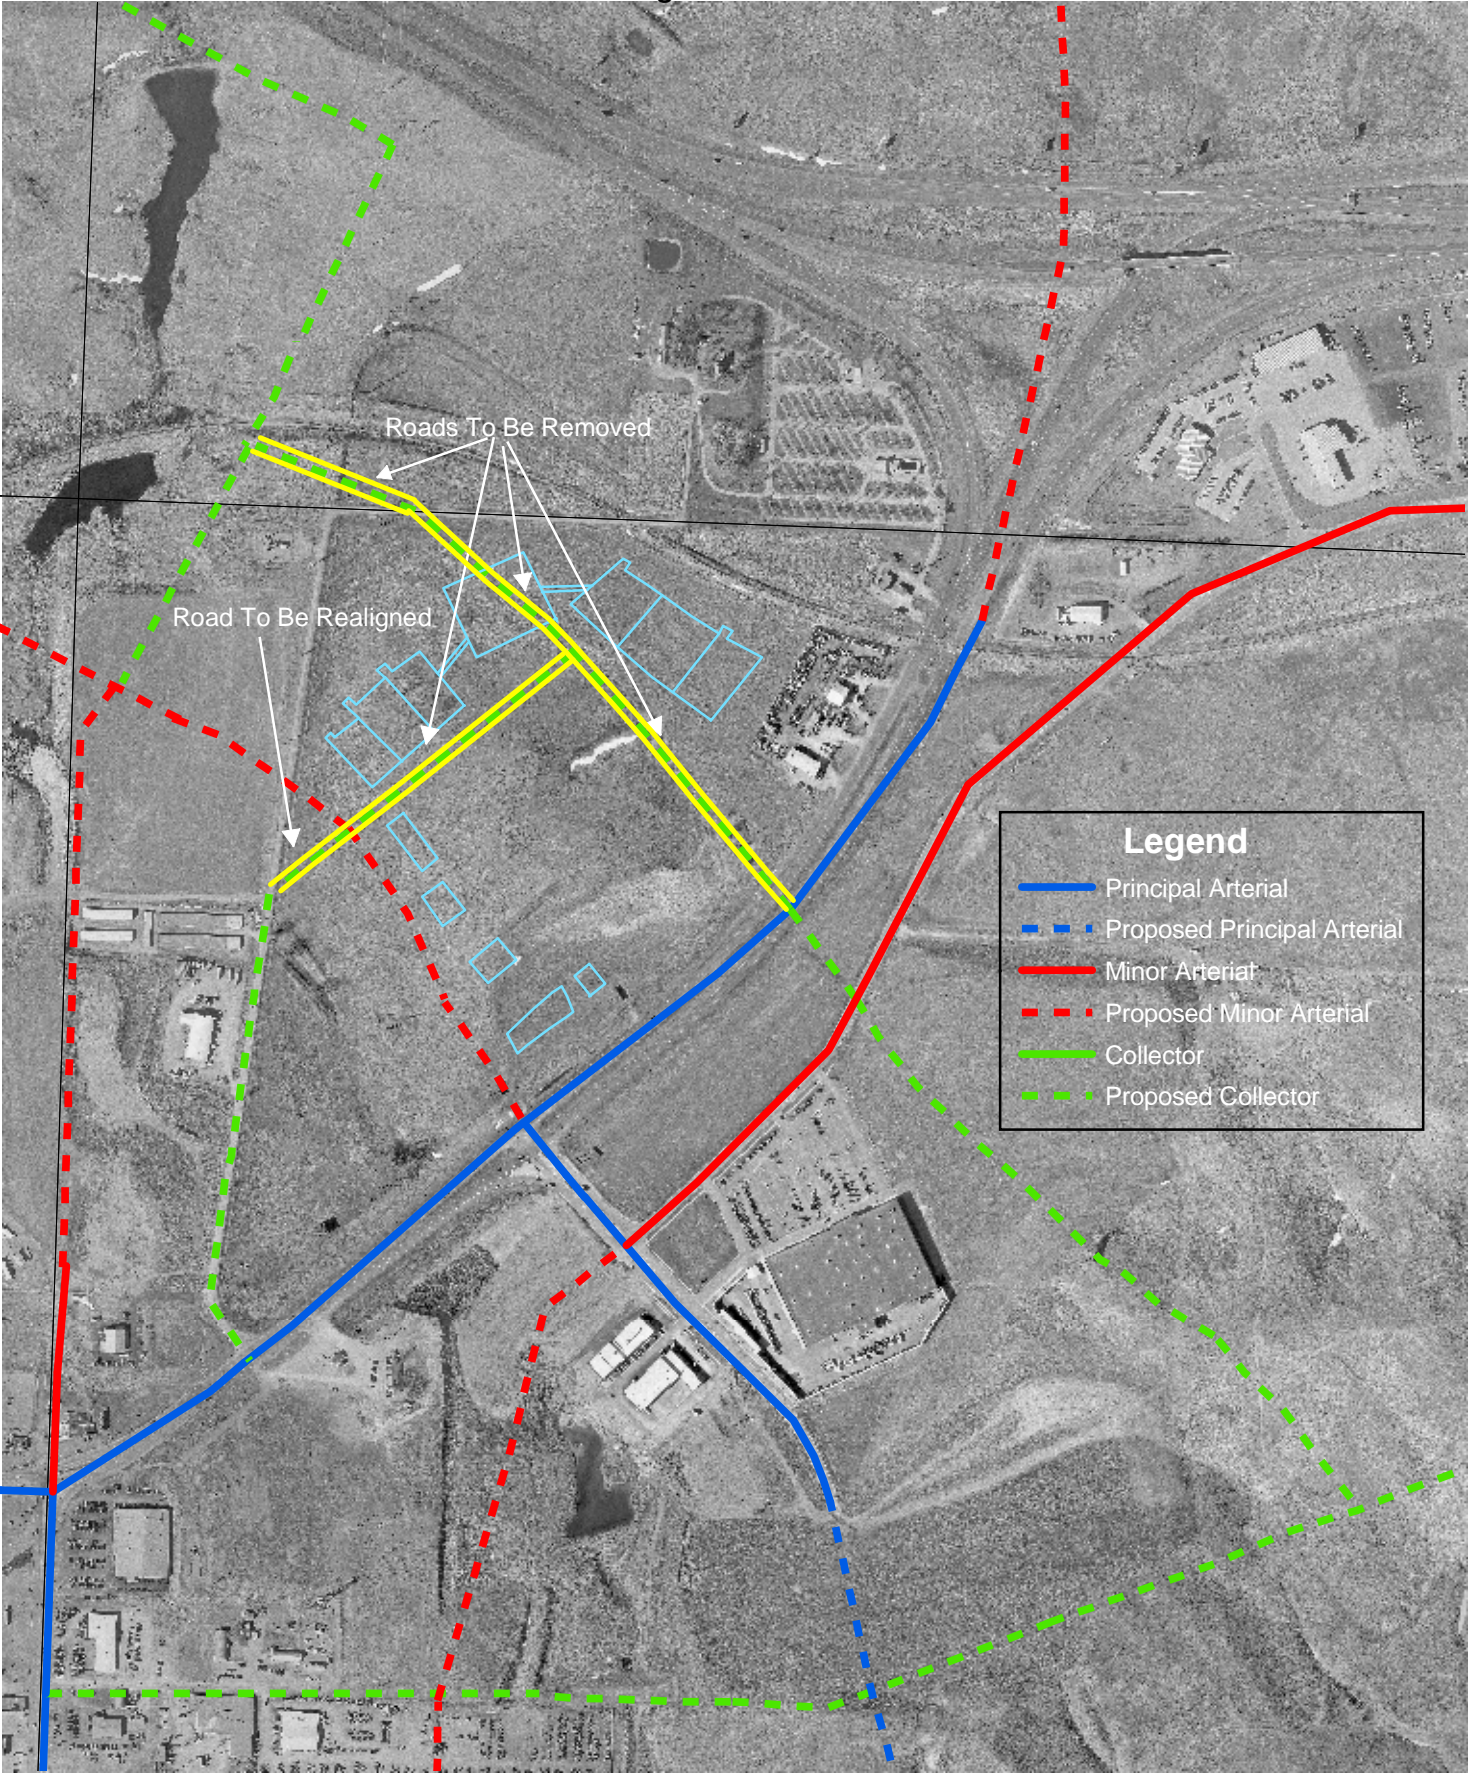 Roads To Be Removed
Road To Be Realigned
Legend
Principal Arterial
Proposed Principal Arterial
Minor Arterial
Proposed Minor Arterial
Collector
Proposed Collector